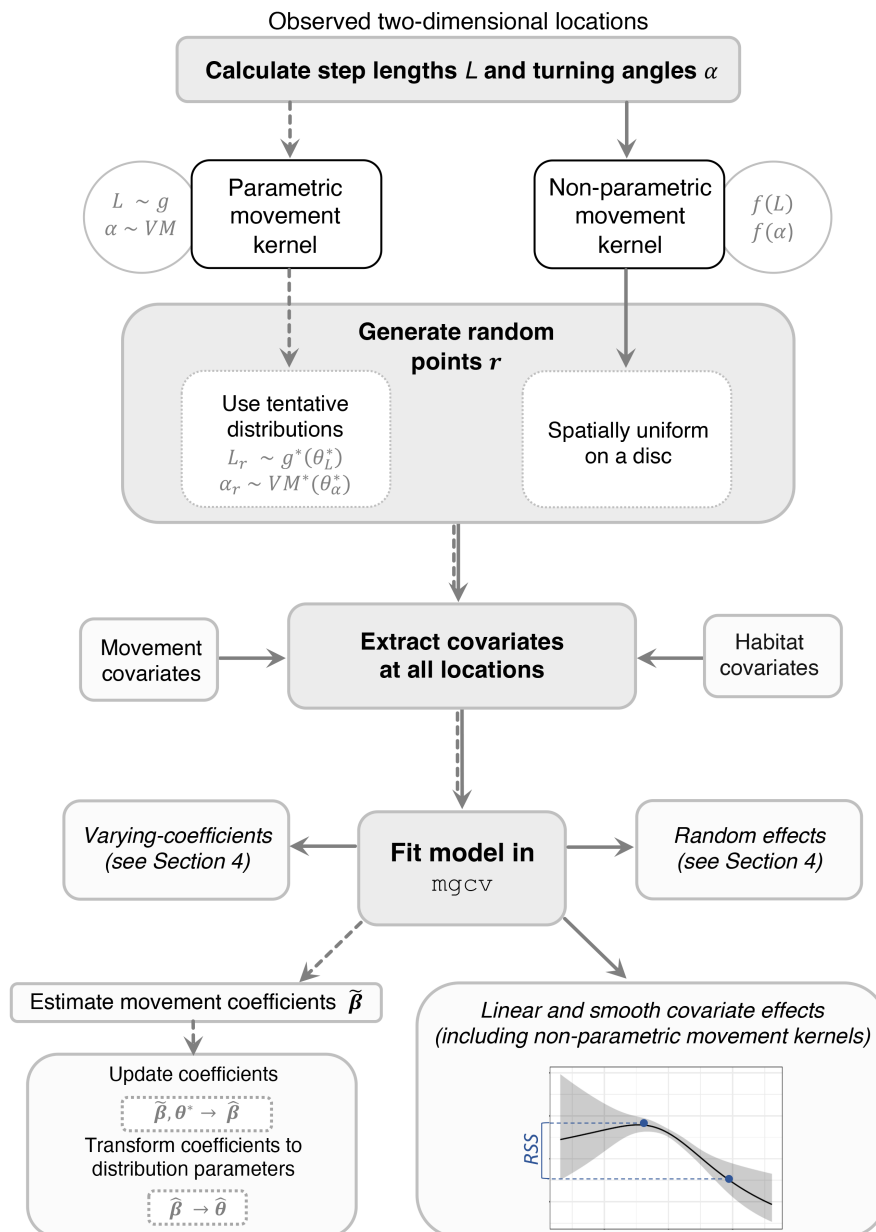 Observed two-dimensional locations
Calculate step lengths L and turning angles α
L ~ g
α ~ VM
Parametric
movement
kernel
Non-parametric
movement
kernel
f(L)
f(α)
Generate random
points r
Use tentative
distributions
L_r ~ g*(θ*_L)
α_r ~ VM*(θ*_α)
Spatially uniform
on a disc
Movement
covariates
Extract covariates
at all locations
Habitat
covariates
Varying-coefficients
(see Section 4)
Fit model in
mgcv
Random effects
(see Section 4)
Estimate movement coefficients β̃
Update coefficients
β̃, θ* → β̂
Transform coefficients to
distribution parameters
β̂ → θ̂
Linear and smooth covariate effects
(including non-parametric movement kernels)
RSS